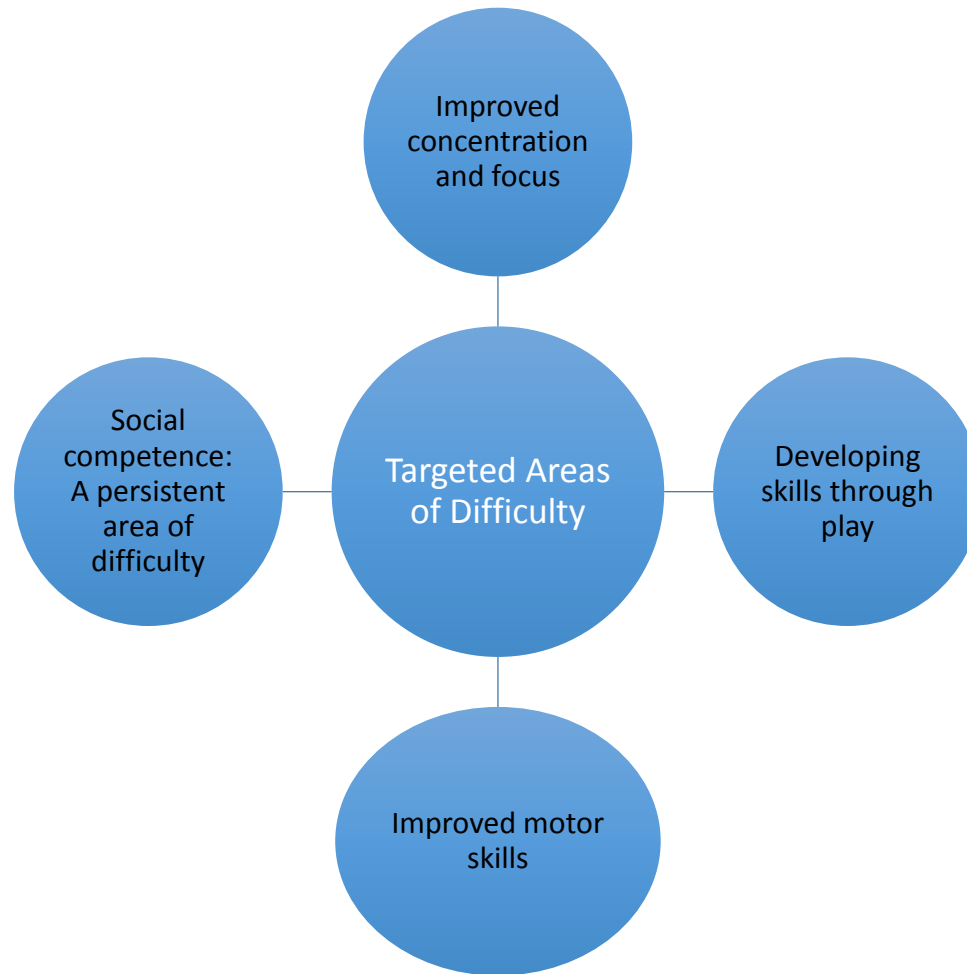 Improved
concentration
and focus
Social
competence:
A persistent
area of
difficulty
Targeted Areas
of Difficulty
Developing
skills through
play
Improved motor
skills